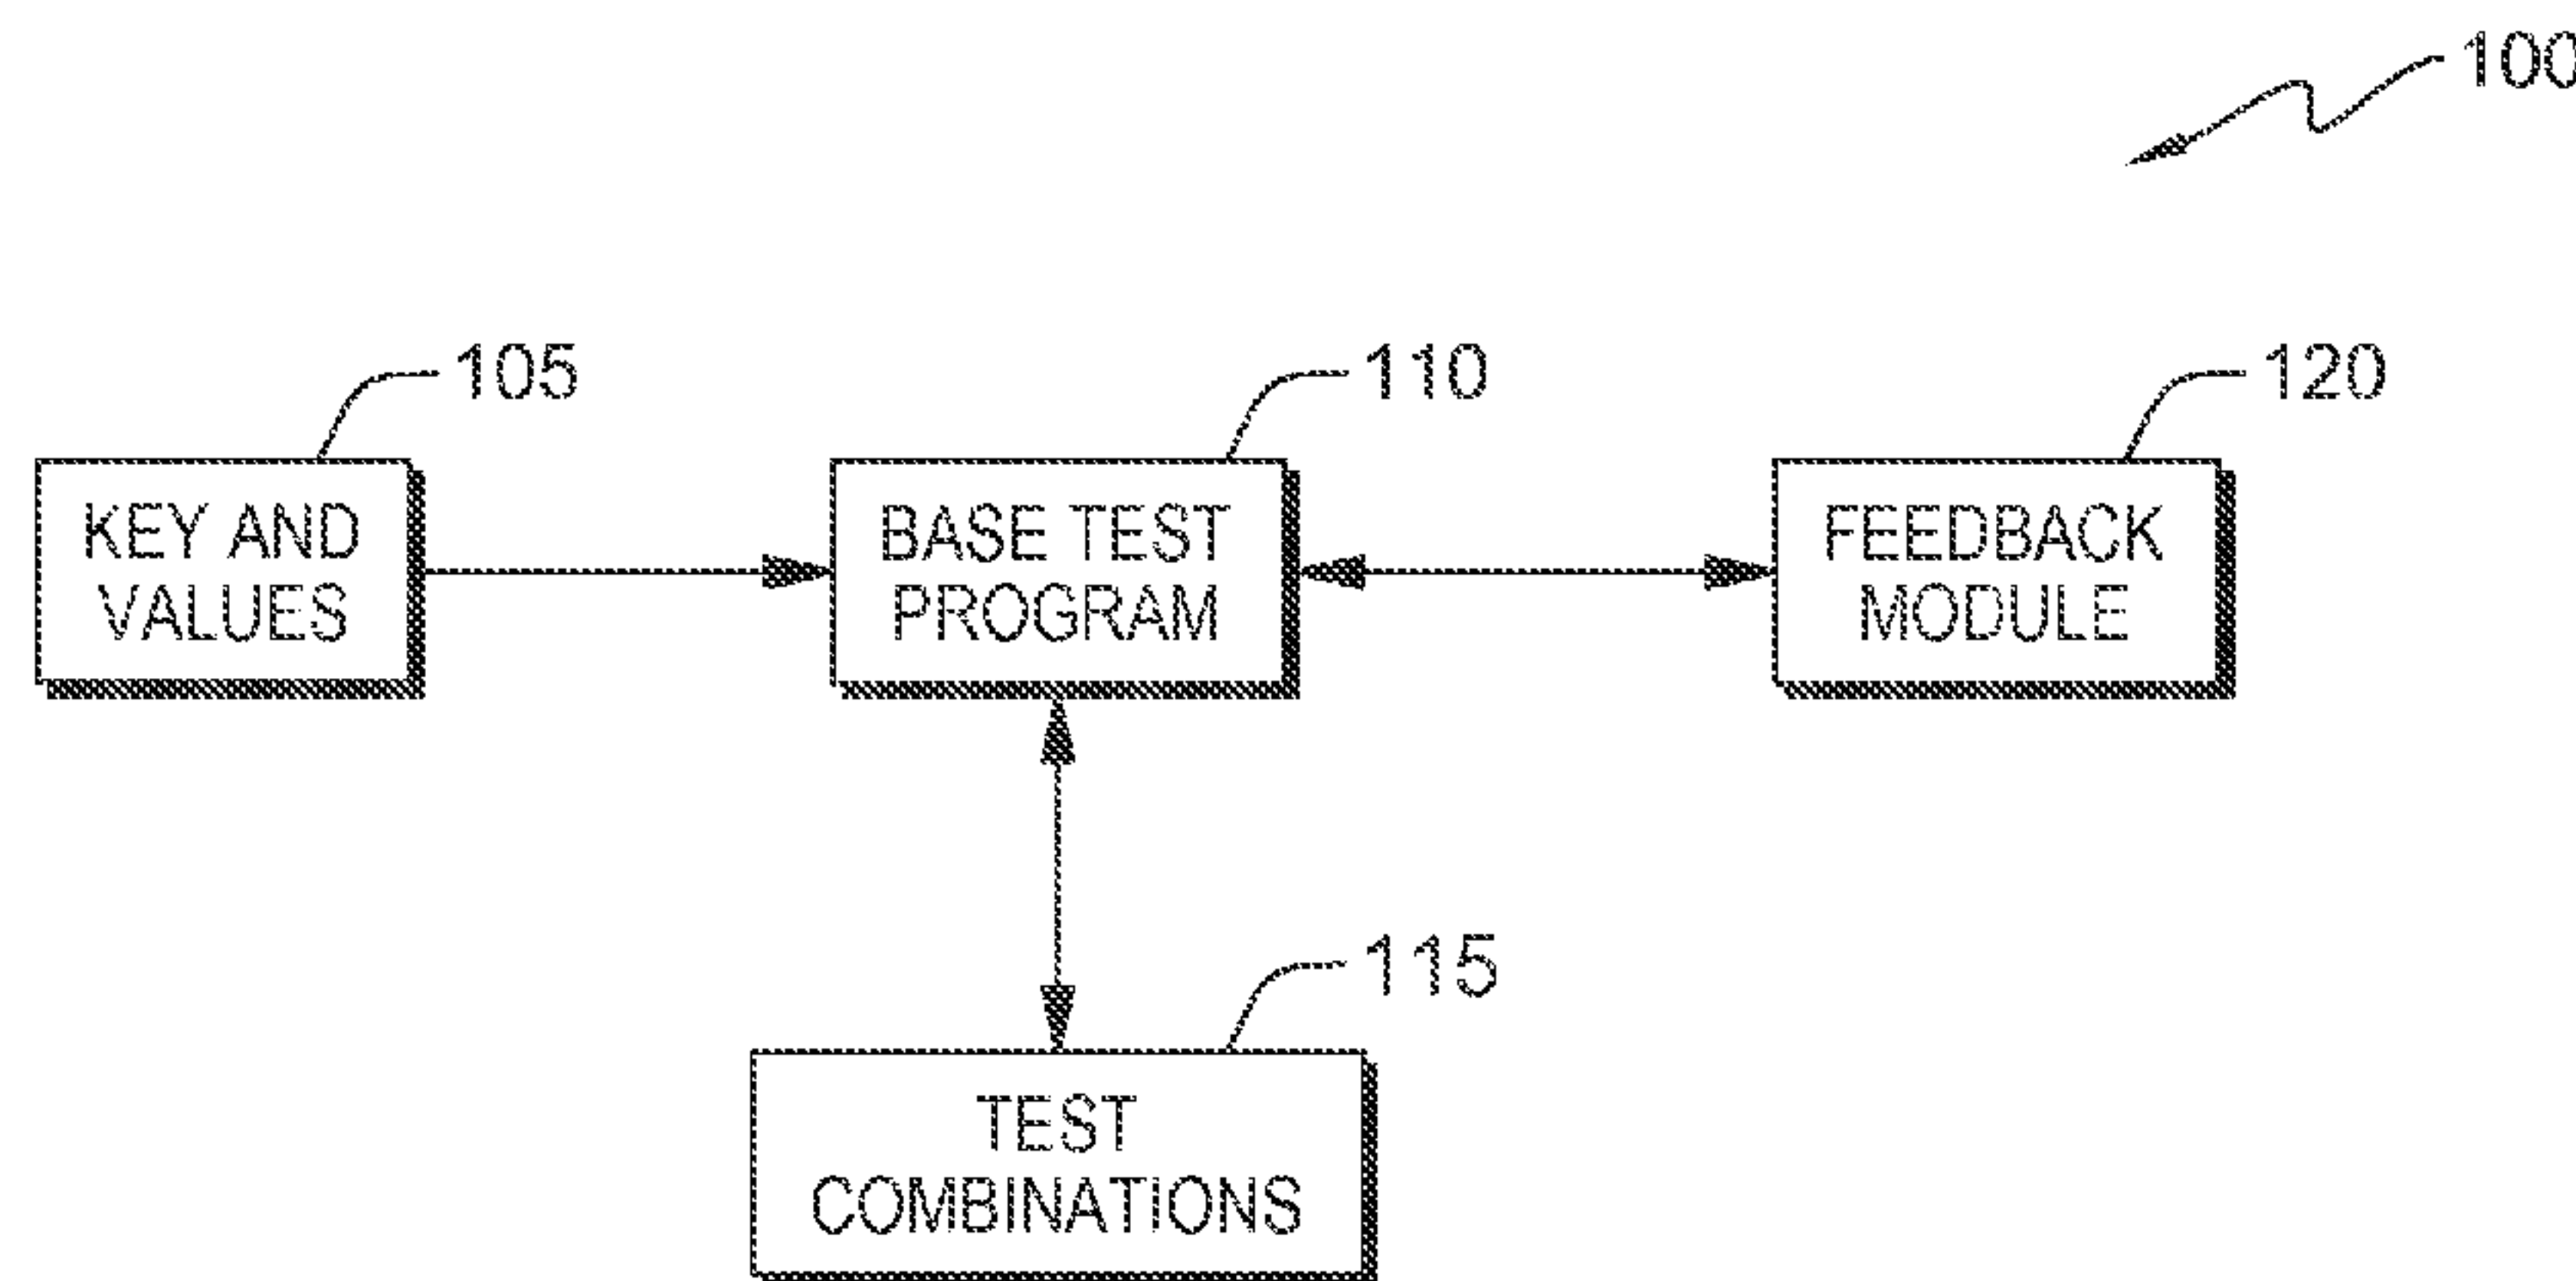 100
105
110
120
KEY AND
VALUES
BASE TEST
PROGRAM
FEEDBACK
MODULE
115
TEST
COMBINATIONS